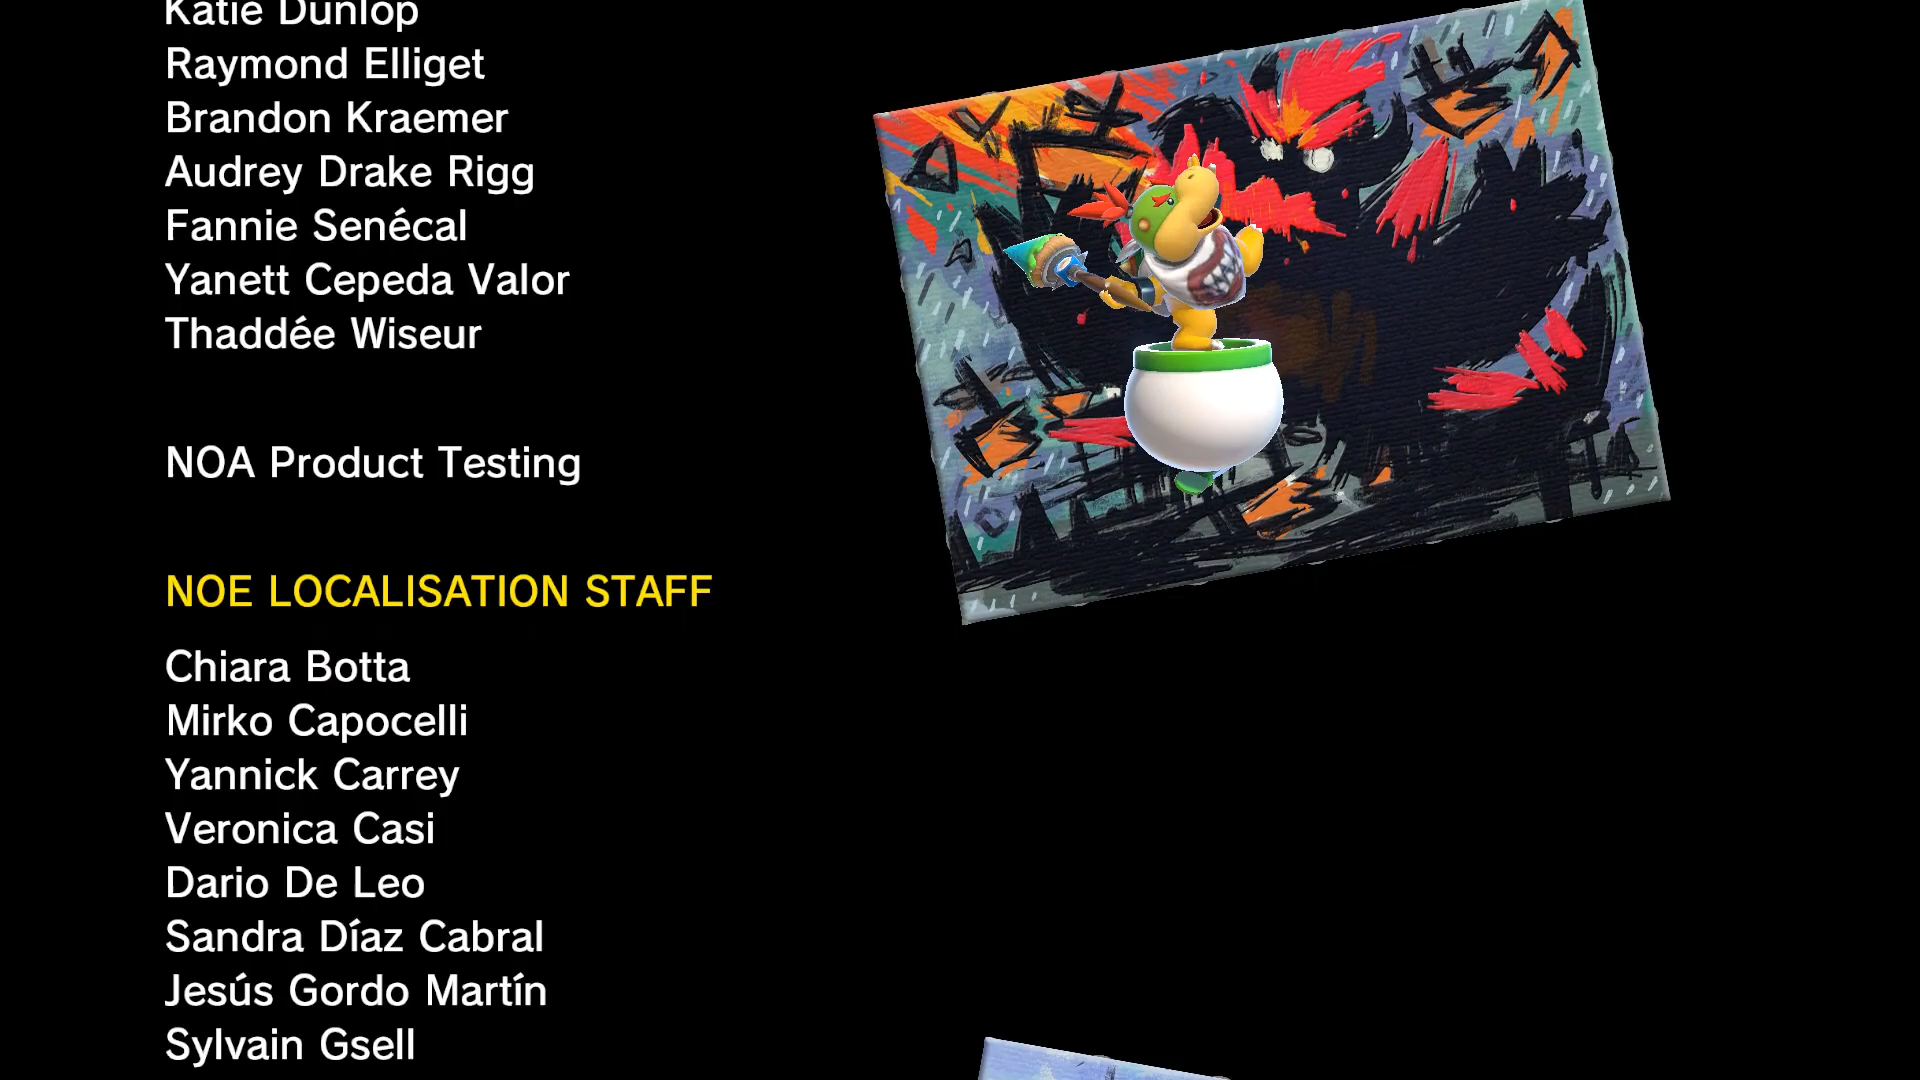 Katie Dunlop
Raymond Elliget
Brandon Kraemer
Audrey Drake Rigg
Fannie Senécal
Yanett Cepeda Valor
Thaddée Wiseur
NOA Product Testing
NOE LOCALISATION STAFF
Chiara Botta
Mirko Capocelli
Yannick Carrey
Veronica Casi
Dario De Leo
Sandra Díaz Cabral
Jesús Gordo Martín
Sylvain Gsell